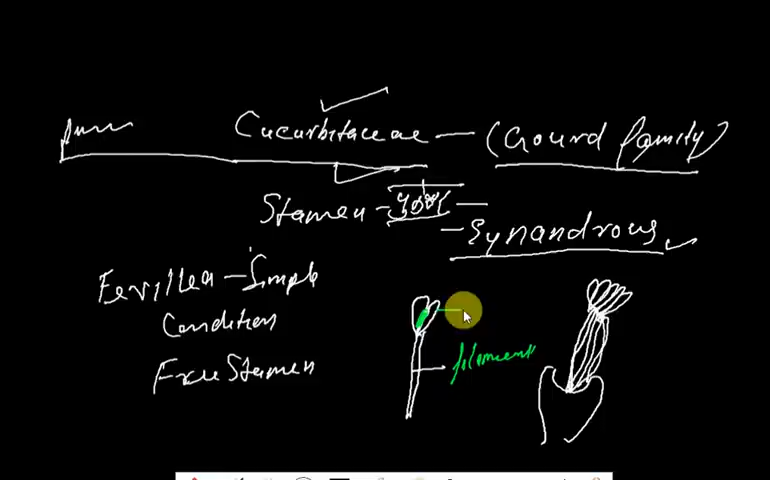 Cucurbitaceae — (Gourd family)
Stamen -
- Synandrous
Fevillea - Simple
Condition
Free Stamen
filament